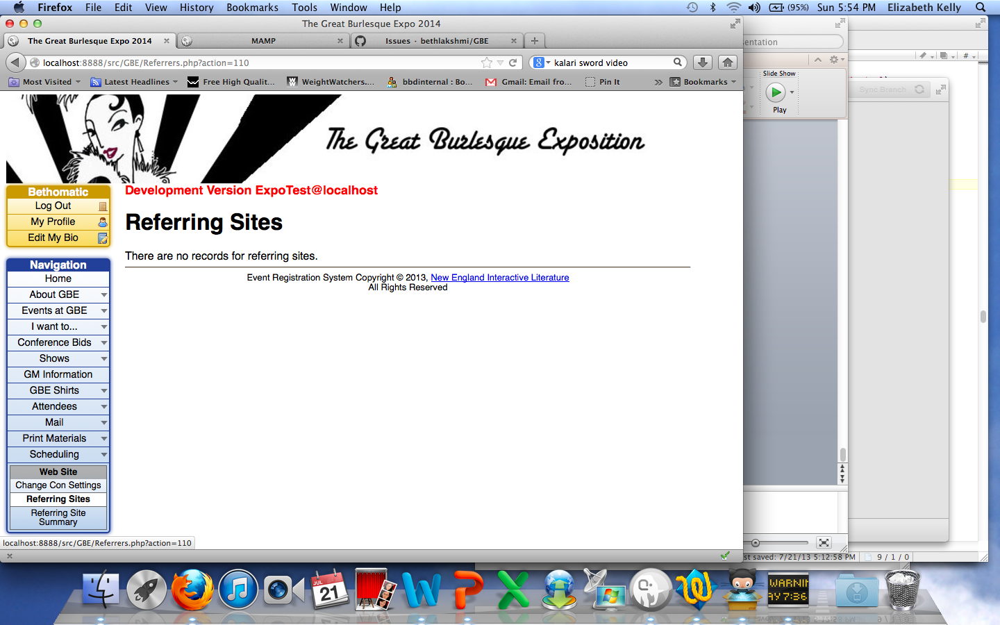 Firefox File Edit View History Bookmarks Tools Window Help (95%) Sun 5:54 PM Elizabeth Kelly
The Great Burlesque Expo 2014
The Great Burlesque Expo 2014 MAMP Issues · bethlakshmi/GBE
localhost:8888/src/GBE/Referrers.php?action=110 kalari sword video
Most Visited Latest Headlines Free High Qualit... WeightWatchers.... bbdinternal : Bo... Gmail: Email fro... Pin It Bookmarks
entation
#
Slide Show
Play
Sync Branch
The Great Burlesque Exposition
Bethomatic
Log Out
My Profile
Edit My Bio
Navigation
Home
About GBE
Events at GBE
I want to...
Conference Bids
Shows
GM Information
GBE Shirts
Attendees
Mail
Print Materials
Scheduling
Web Site
Change Con Settings
Referring Sites
Referring Site
Summary
Development Version ExpoTest@localhost
Referring Sites
There are no records for referring sites.
Event Registration System Copyright © 2013, New England Interactive Literature
All Rights Reserved
localhost:8888/src/GBE/Referrers.php?action=110
st saved: 7/21/13 5:12:58 PM 9 / 1 / 0
JUL
21
WARNIN
AY 7:36